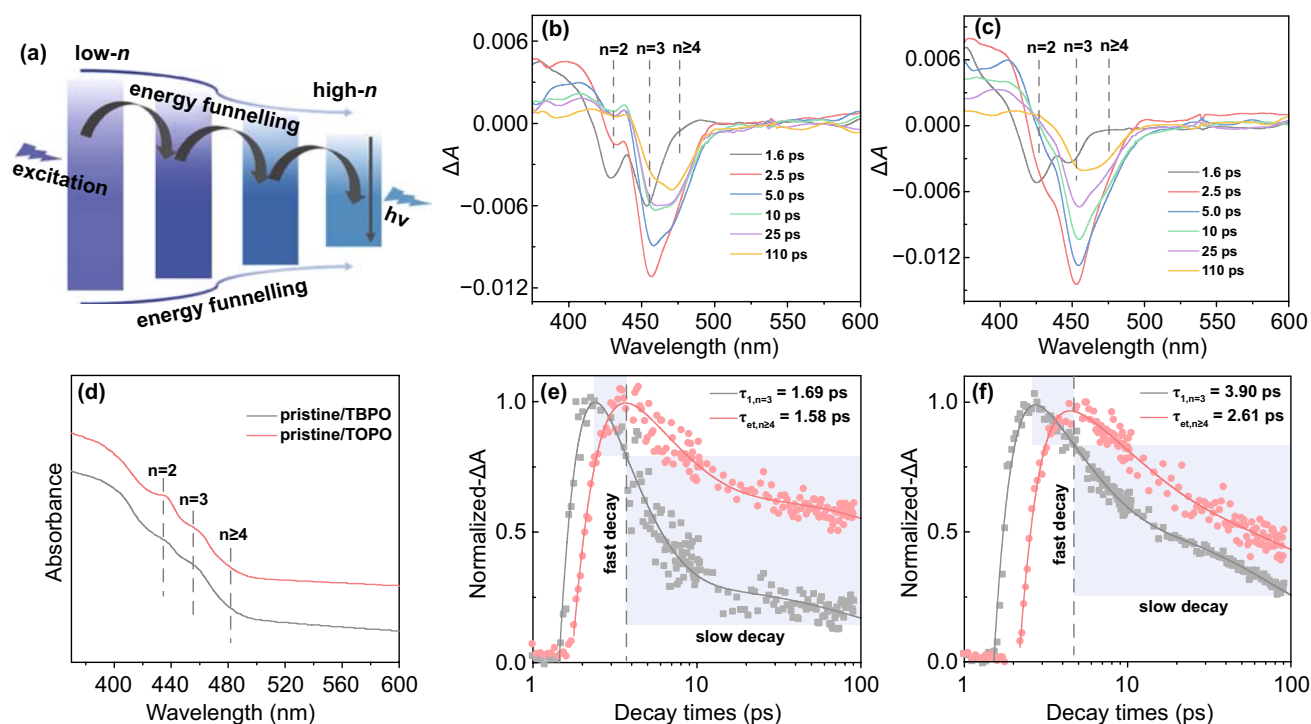 (a)
low-n
high-n
energy funnelling
excitation
hv
energy funnelling
(b)
n=2
n=3
n≥4
0.006
0.000
−0.006
−0.012
ΔA
1.6 ps
2.5 ps
5.0 ps
10 ps
25 ps
110 ps
400 450 500 550 600
Wavelength (nm)
(c)
n=2
n=3
n≥4
0.006
0.000
−0.006
−0.012
ΔA
1.6 ps
2.5 ps
5.0 ps
10 ps
25 ps
110 ps
400 450 500 550 600
Wavelength (nm)
(d)
pristine/TBPO
pristine/TOPO
n=2
n=3
n≥4
Absorbance
400 440 480 520 560 600
Wavelength (nm)
(e)
τ1,n=3 = 1.69 ps
τet,n≥4 = 1.58 ps
1.0
0.5
0.0
Normalized-ΔA
fast decay
slow decay
1 10 100
Decay times (ps)
(f)
τ1,n=3 = 3.90 ps
τet,n≥4 = 2.61 ps
1.0
0.5
0.0
Normalized-ΔA
fast decay
slow decay
1 10 100
Decay times (ps)